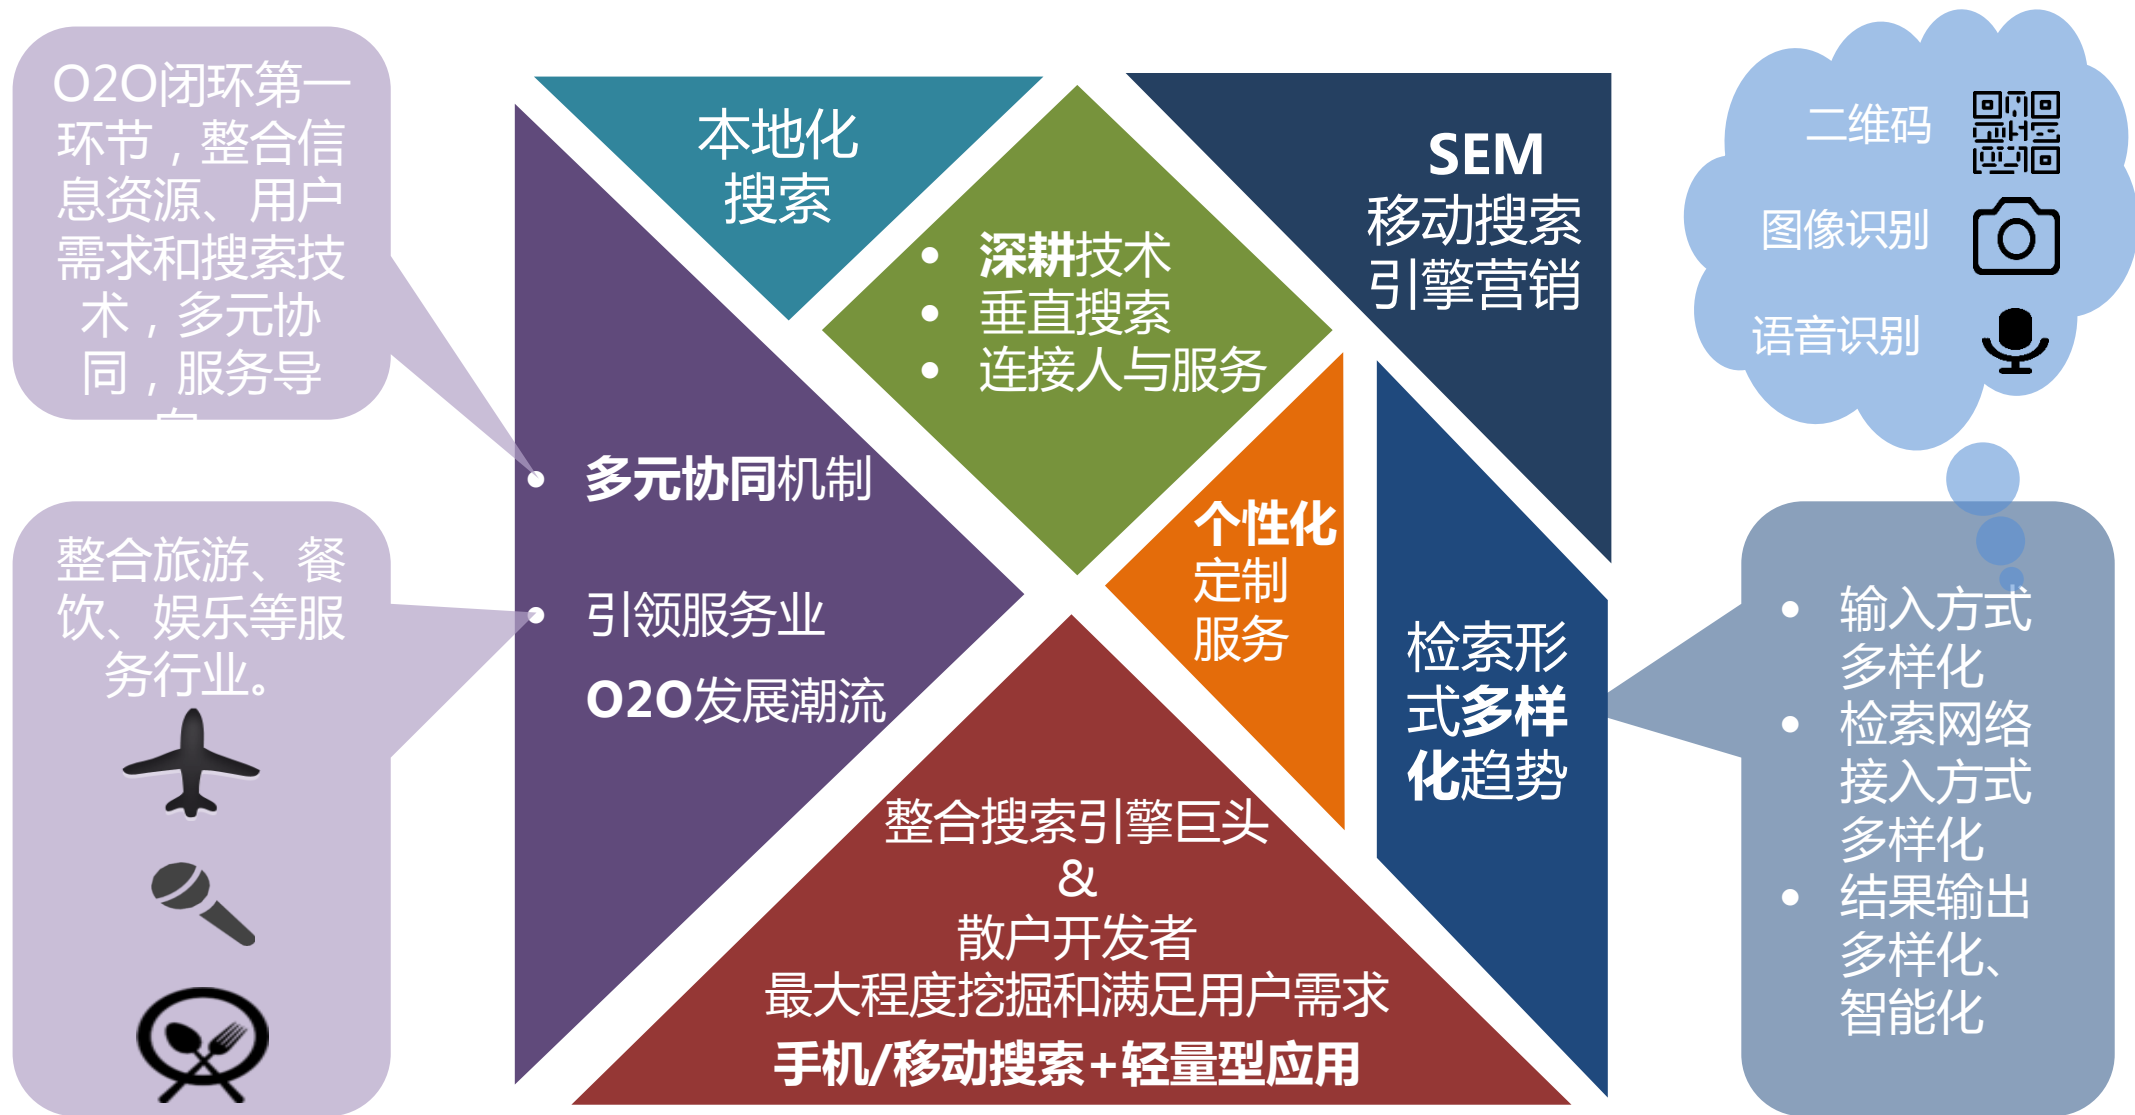 O2O闭环第一
环节，整合信
息资源、用户
需求和搜索技
术，多元协
同，服务导
向
整合旅游、餐
饮、娱乐等服
务行业。
本地化
搜索
深耕技术
垂直搜索
连接人与服务
SEM
移动搜索
引擎营销
多元协同机制
引领服务业
O2O发展潮流
个性化
定制
服务
检索形
式多样
化趋势
整合搜索引擎巨头
&
散户开发者
最大程度挖掘和满足用户需求
手机/移动搜索+轻量型应用
二维码
图像识别
语音识别
输入方式
多样化
检索网络
接入方式
多样化
结果输出
多样化、
智能化